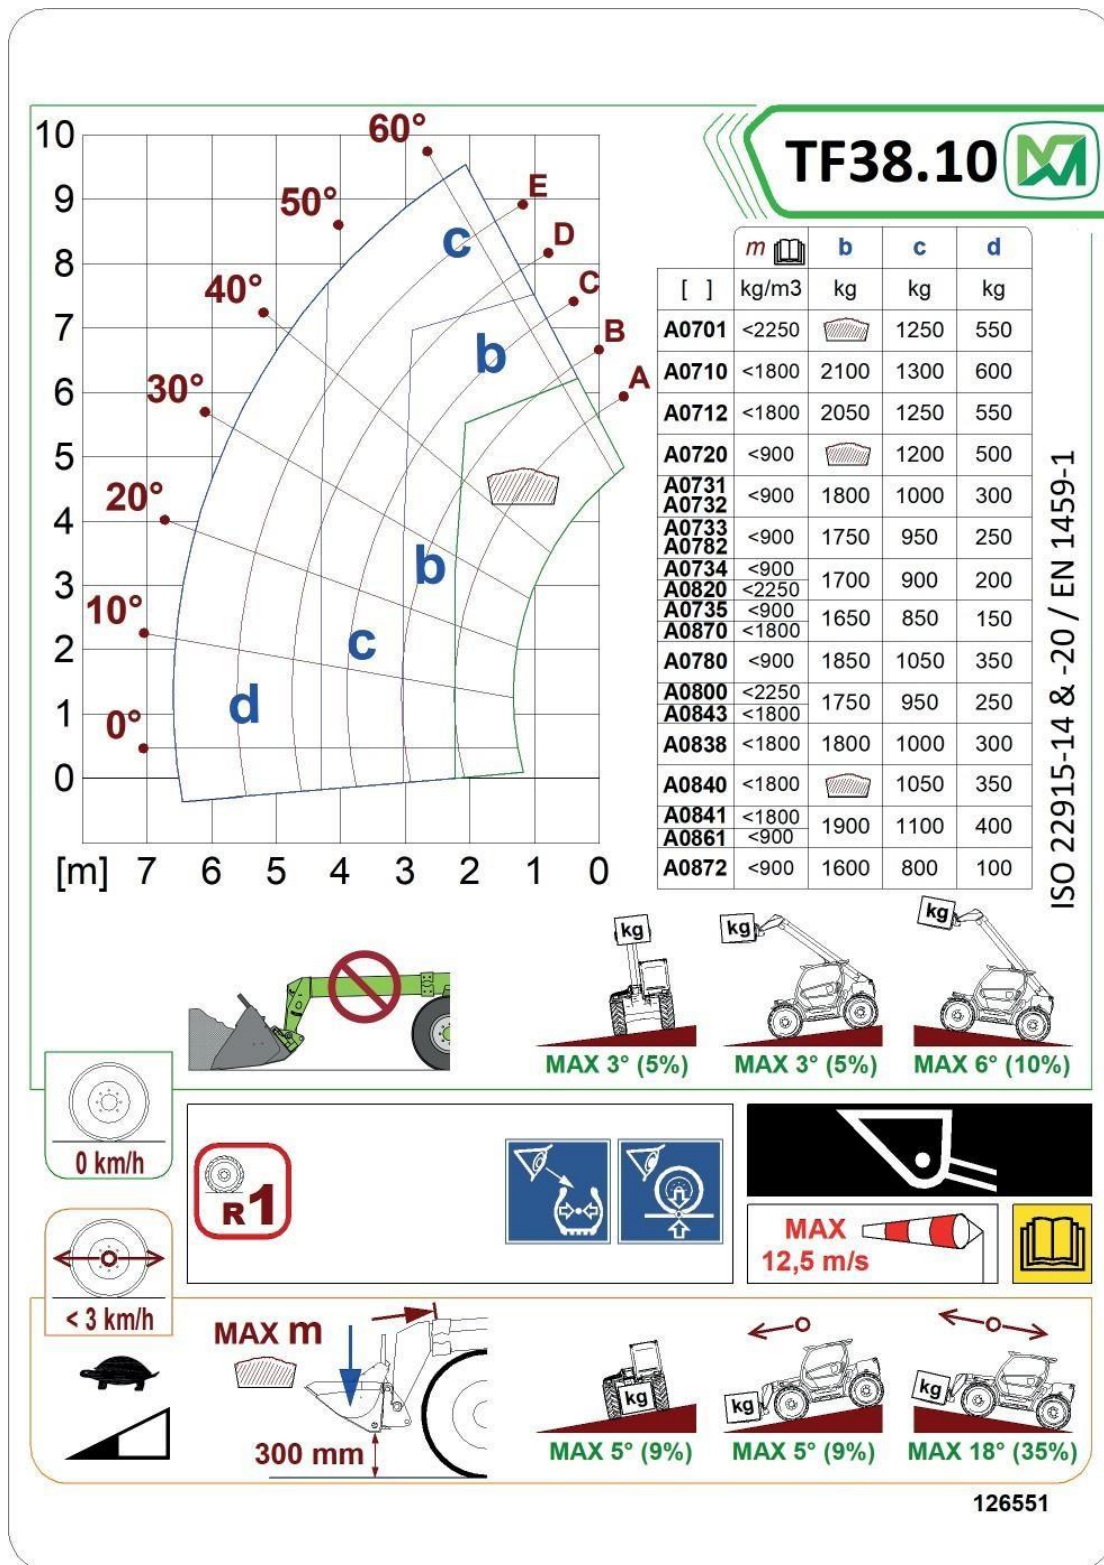 TF38.10
10
9
8
7
6
5
4
3
2
1
0
[m] 7 6 5 4 3 2 1 0
60°
50°
40°
30°
20°
10°
0°
E
D
C
B
A
c
b
b
c
d
m b c d
[ ] kg/m3 kg kg kg
A0701 <2250 1250 550
A0710 <1800 2100 1300 600
A0712 <1800 2050 1250 550
A0720 <900 1200 500
A0731
A0732 <900 1800 1000 300
A0733
A0782 <900 1750 950 250
A0734 <900
A0820 <2250 1700 900 200
A0735 <900
A0870 <1800 1650 850 150
A0780 <900 1850 1050 350
A0800 <2250
A0843 <1800 1750 950 250
A0838 <1800 1800 1000 300
A0840 <1800 1050 350
A0841 <1800
A0861 <900 1900 1100 400
A0872 <900 1600 800 100
ISO 22915-14 & -20 / EN 1459-1
kg
kg
kg
MAX 3° (5%) MAX 3° (5%) MAX 6° (10%)
0 km/h
R1
MAX
12,5 m/s
< 3 km/h
MAX m
300 mm
kg
kg
kg
MAX 5° (9%) MAX 5° (9%) MAX 18° (35%)
126551